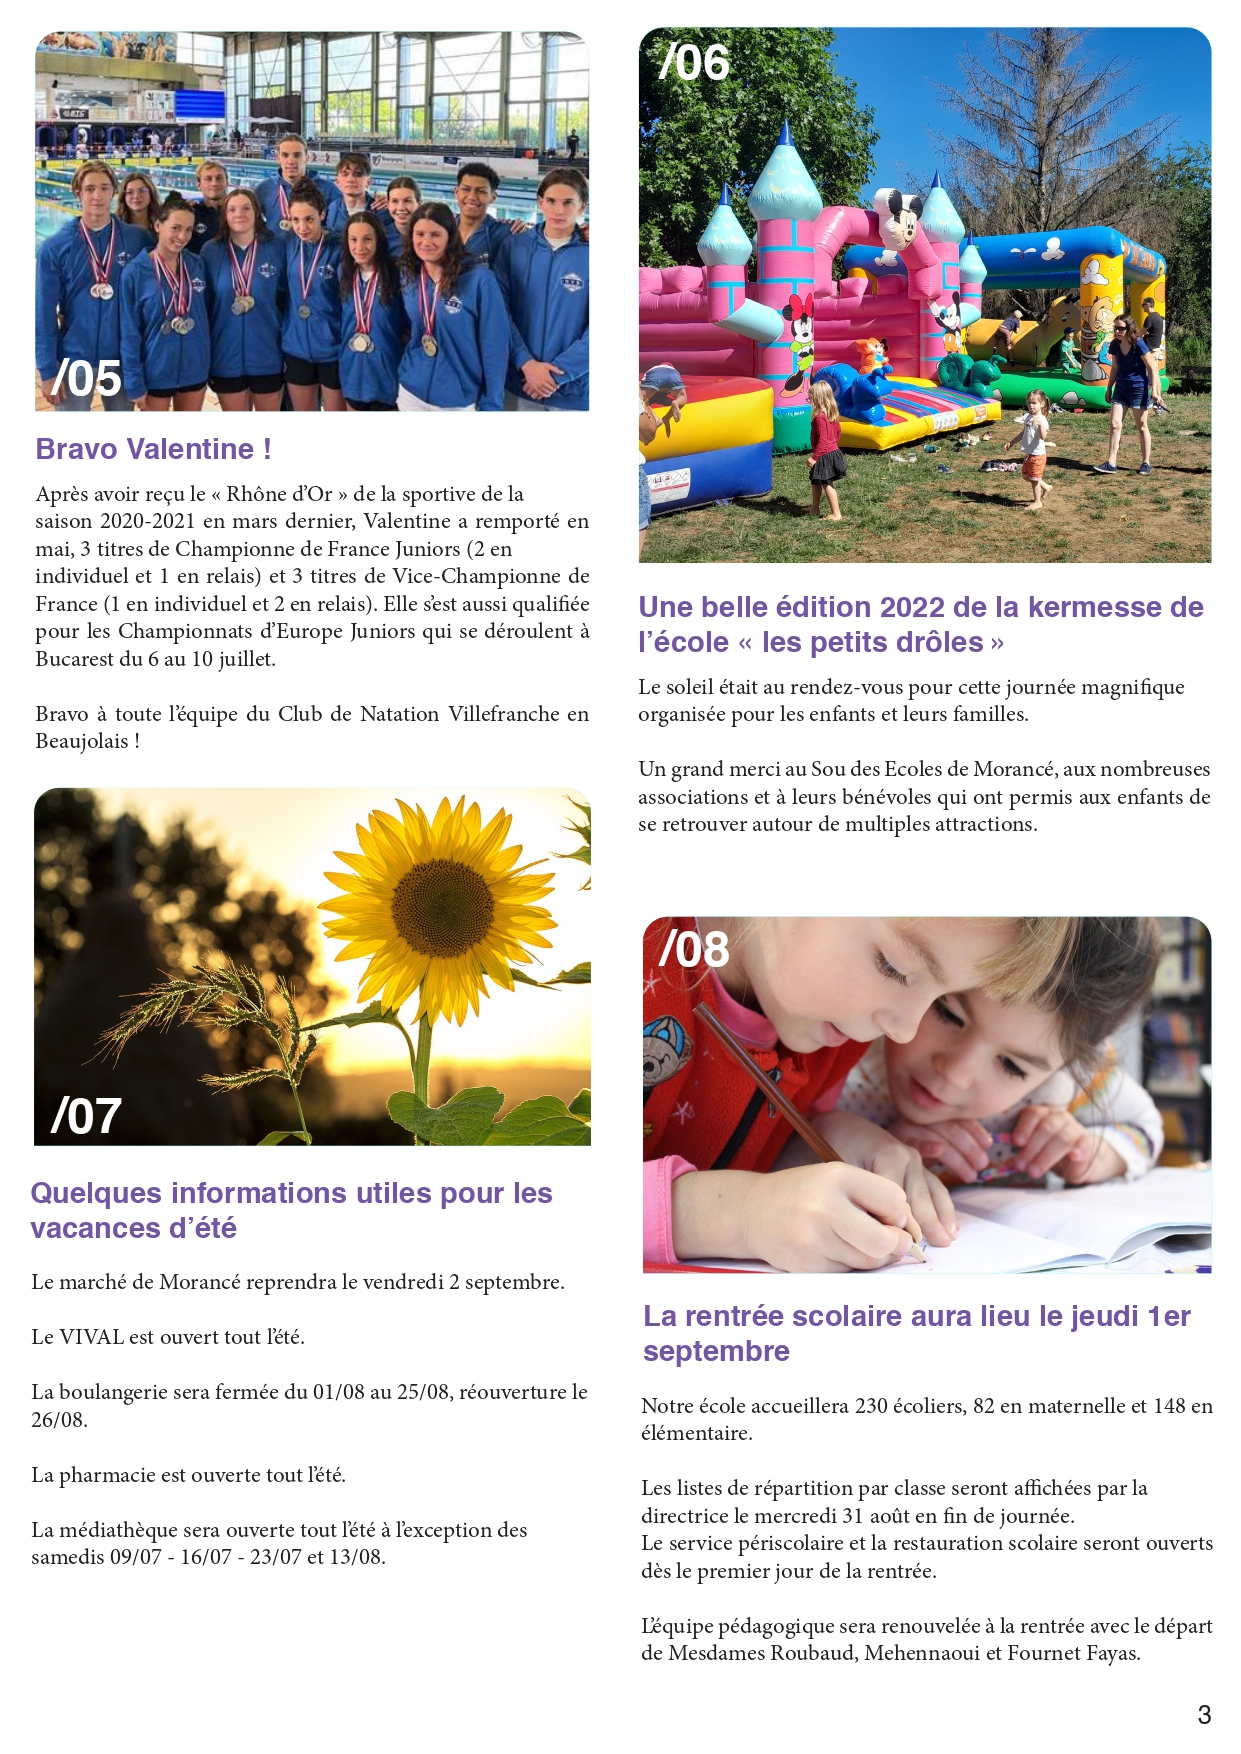 /05
Bravo Valentine !
Après avoir reçu le « Rhône d’Or » de la sportive de la
saison 2020-2021 en mars dernier, Valentine a remporté en
mai, 3 titres de Championne de France Juniors (2 en
individuel et 1 en relais) et 3 titres de Vice-Championne de
France (1 en individuel et 2 en relais). Elle s’est aussi qualifiée
pour les Championnats d’Europe Juniors qui se déroulent à
Bucarest du 6 au 10 juillet.
Bravo à toute l’équipe du Club de Natation Villefranche en
Beaujolais !
/06
Une belle édition 2022 de la kermesse de
l’école « les petits drôles »
Le soleil était au rendez-vous pour cette journée magnifique
organisée pour les enfants et leurs familles.
Un grand merci au Sou des Ecoles de Morancé, aux nombreuses
associations et à leurs bénévoles qui ont permis aux enfants de
se retrouver autour de multiples attractions.
/07
Quelques informations utiles pour les
vacances d’été
Le marché de Morancé reprendra le vendredi 2 septembre.
Le VIVAL est ouvert tout l’été.
La boulangerie sera fermée du 01/08 au 25/08, réouverture le
26/08.
La pharmacie est ouverte tout l’été.
La médiathèque sera ouverte tout l’été à l’exception des
samedis 09/07 - 16/07 - 23/07 et 13/08.
/08
La rentrée scolaire aura lieu le jeudi 1er
septembre
Notre école accueillera 230 écoliers, 82 en maternelle et 148 en
élémentaire.
Les listes de répartition par classe seront affichées par la
directrice le mercredi 31 août en fin de journée.
Le service périscolaire et la restauration scolaire seront ouverts
dès le premier jour de la rentrée.
L’équipe pédagogique sera renouvelée à la rentrée avec le départ
de Mesdames Roubaud, Mehennaoui et Fournet Fayas.
3